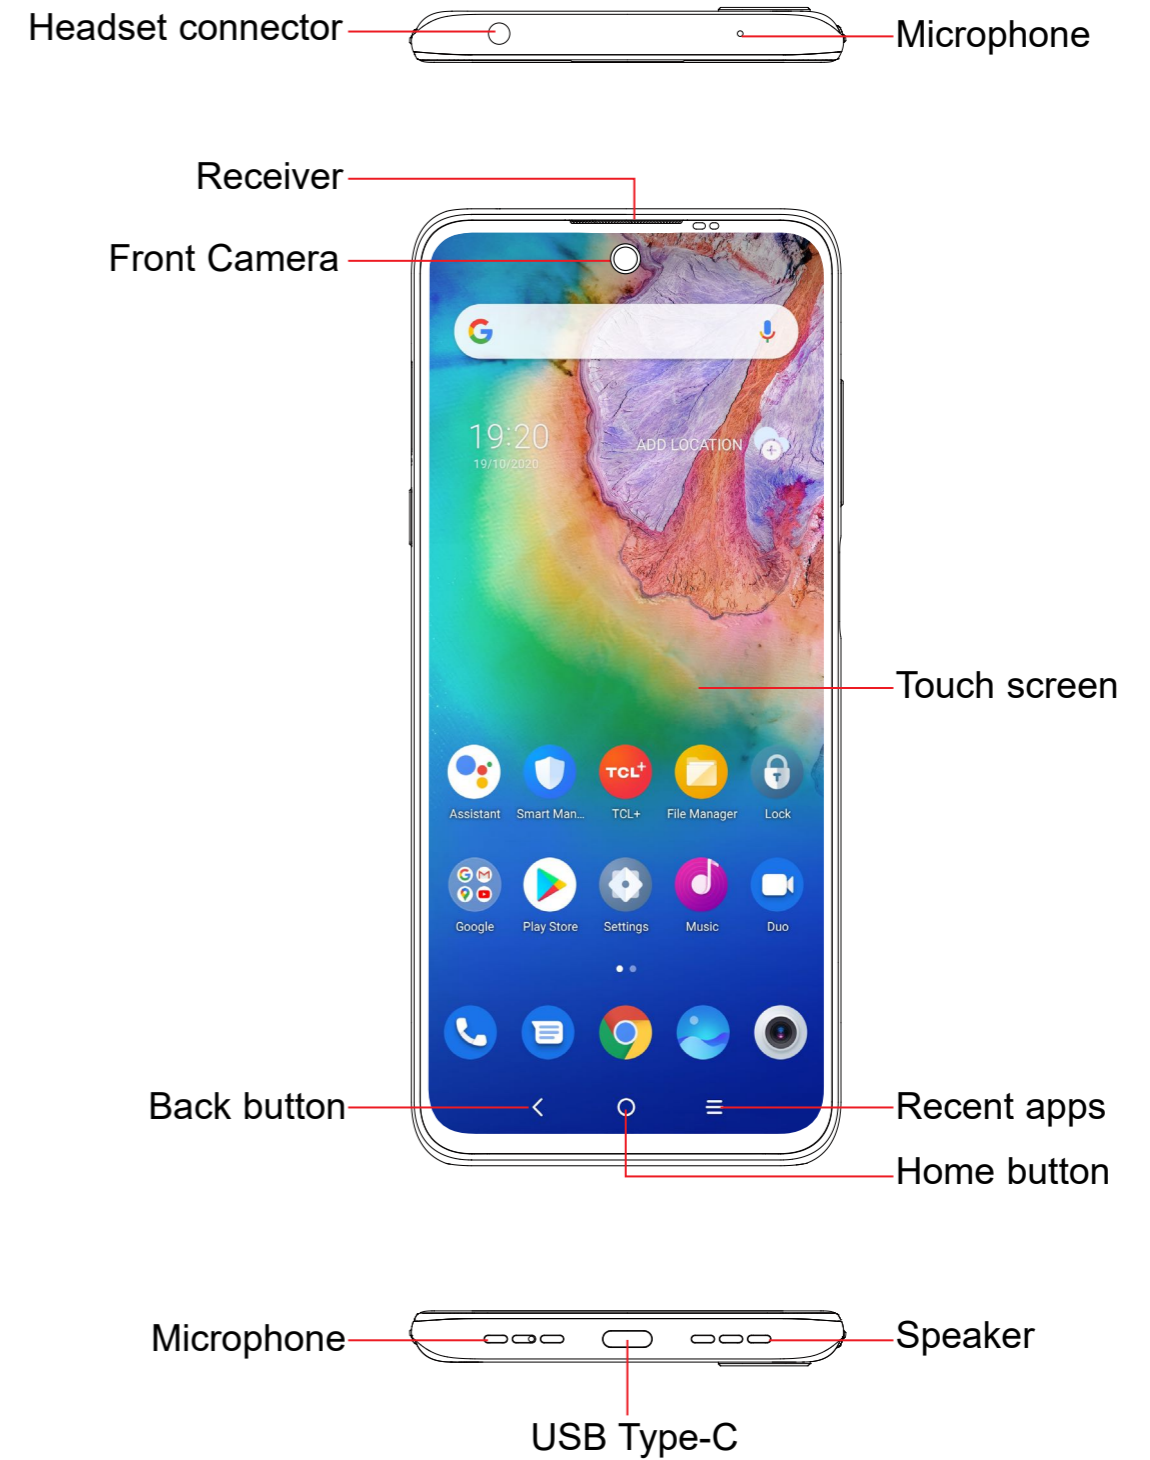 Headset connector
Microphone
Receiver
Front Camera
19:20
19/10/2020
ADD LOCATION
Touch screen
TCL+
Assistant
Smart Man...
TCL+
File Manager
Lock
Google
Play Store
Settings
Music
Duo
Back button
Recent apps
Home button
Microphone
Speaker
USB Type-C